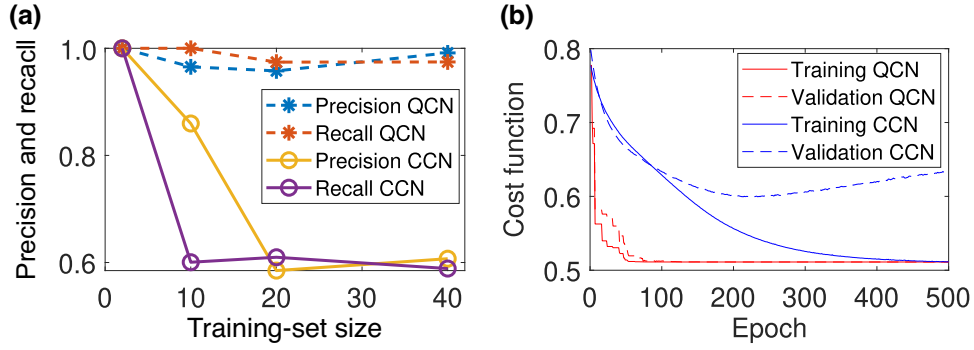 (a)
Precision and recadll
1.0
0.8
0.6
0
10
20
30
40
Training-set size
Precision QCN
Recall QCN
Precision CCN
Recall CCN
(b)
Cost function
0.8
0.7
0.6
0.5
0
100
200
300
400
500
Epoch
Training QCN
Validation QCN
Training CCN
Validation CCN